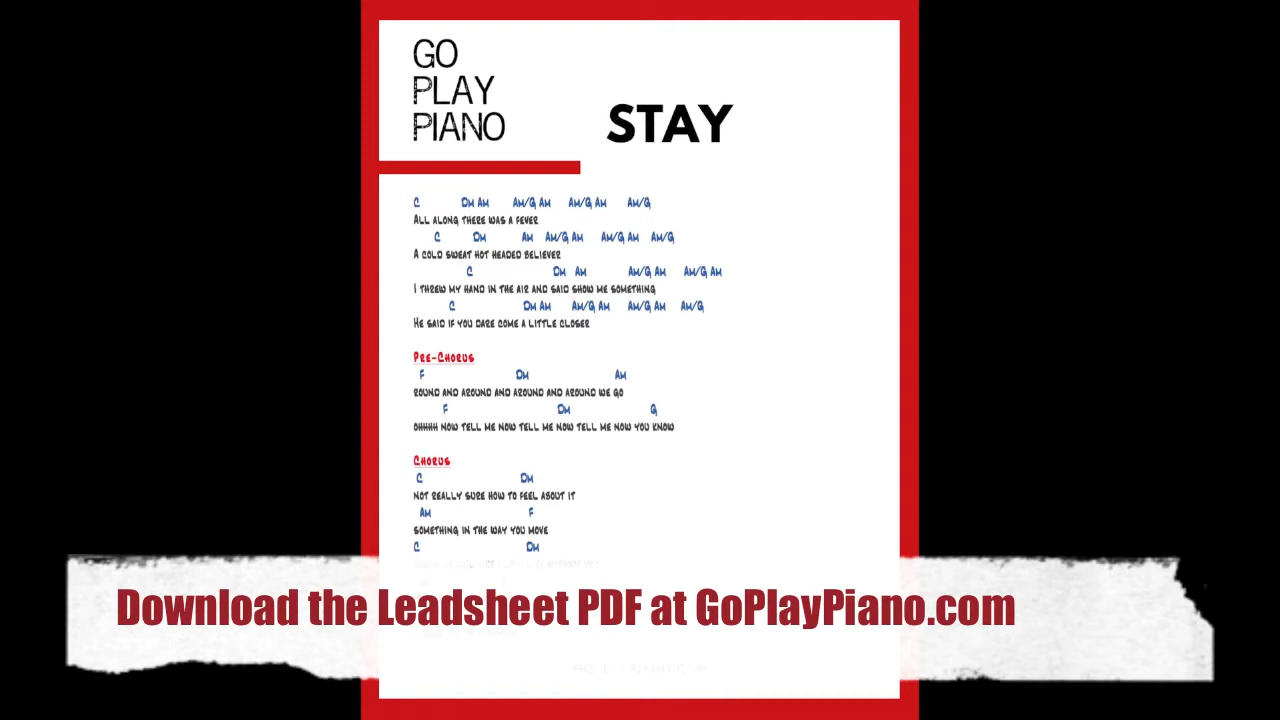 GO
PLAY
PIANO
STAY
C Dm Am Am/G Am Am/G Am Am/G
All along there was a fever
C Dm Am Am/G Am Am/G Am Am/G
A cold sweat hot headed believer
C Dm Am Am/G Am Am/G Am
I threw my hand in the air and said show me something
C Dm Am Am/G Am Am/G Am Am/G
He said if you dare come a little closer
Pre-Chorus
F Dm Am
round and around and around and around we go
F Dm G
ohhhh now tell me now tell me now tell me now you know
Chorus
C Dm
not really sure how to feel about it
Am F
something in the way you move
C Dm
Download the Leadsheet PDF at GoPlayPiano.com